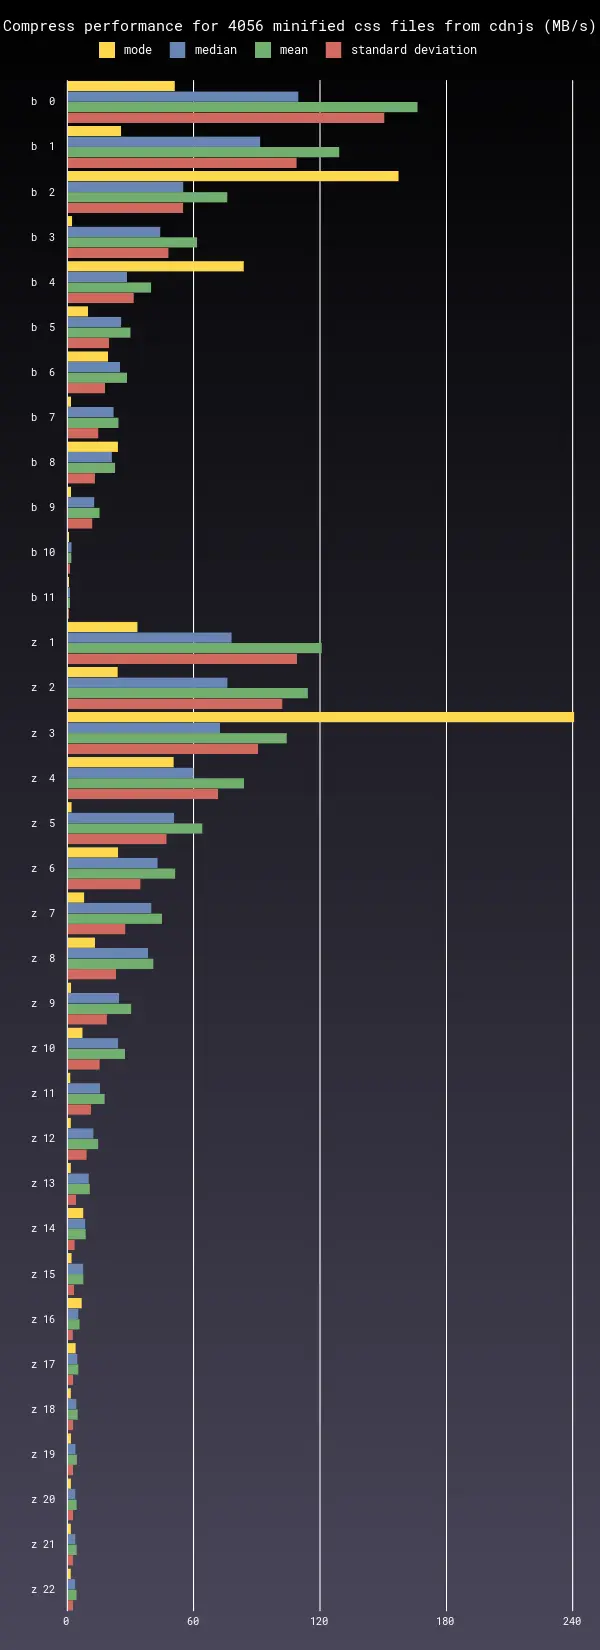 Compress performance for 4056 minified css files from cdnjs (MB/s)
mode median mean standard deviation
b 0
b 1
b 2
b 3
b 4
b 5
b 6
b 7
b 8
b 9
b 10
b 11
z 1
z 2
z 3
z 4
z 5
z 6
z 7
z 8
z 9
z 10
z 11
z 12
z 13
z 14
z 15
z 16
z 17
z 18
z 19
z 20
z 21
z 22
0 60 120 180 240